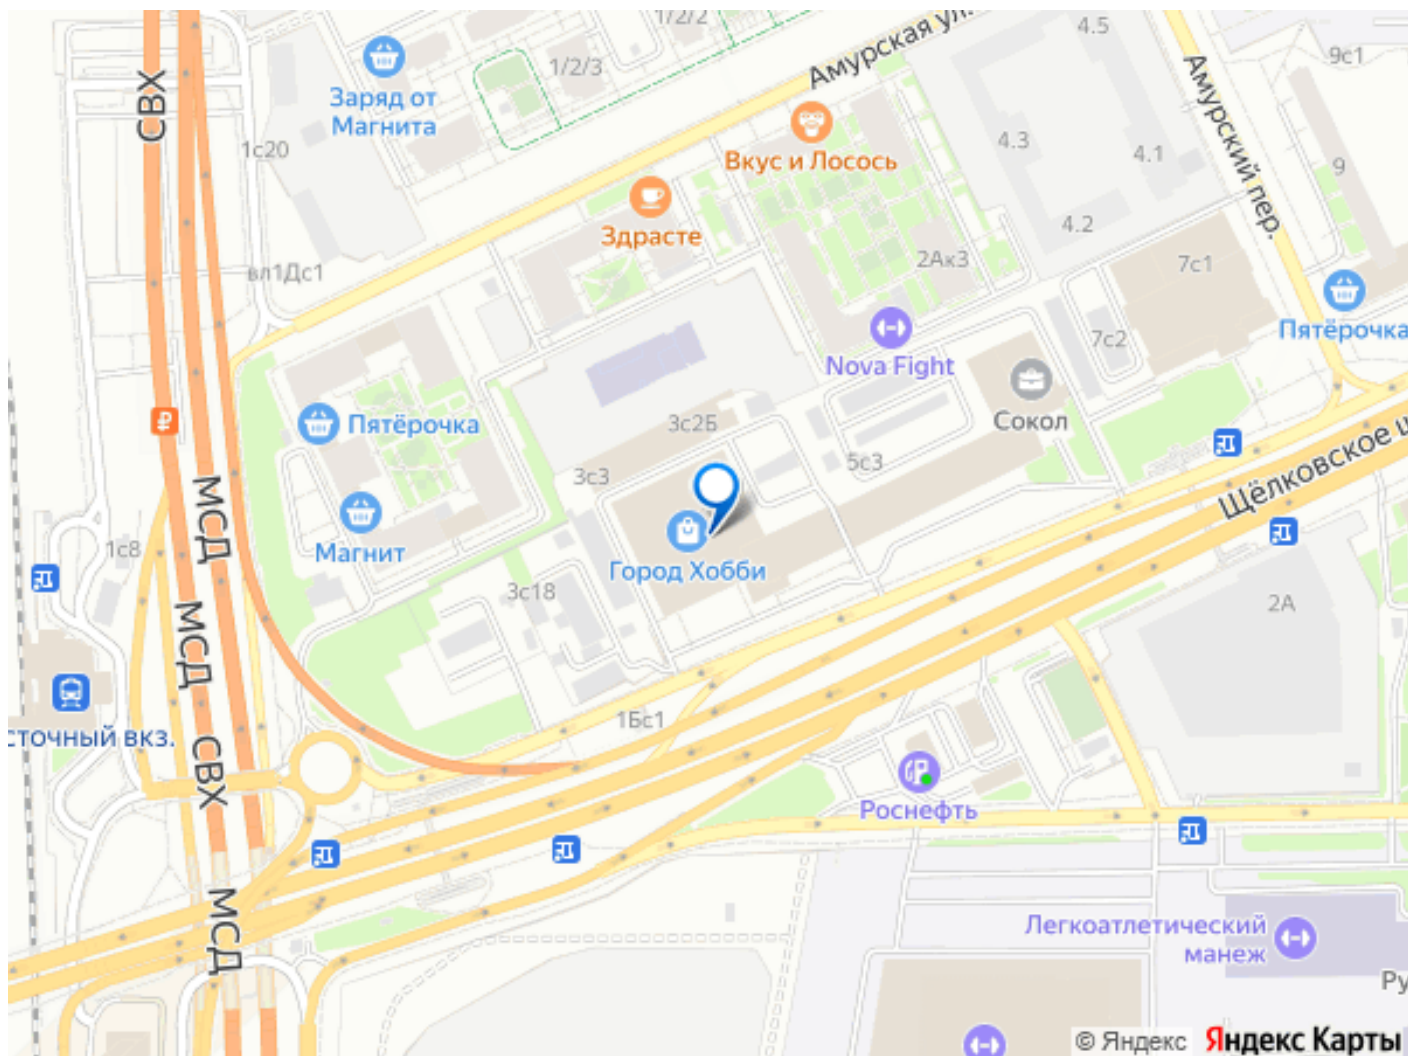 1/2/2
4.5
Амурская ул.
9с1
СВХ
1/2/3
Заряд от
Магнита
Амурский пер.
Вкус и Лосось
4.3
4.1
1с20
9
Здрасте
4.2
2Ак3
7с1
вл1Дс1
Пятёрочка
7с2
Nova Fight
Сокол
₽
Пятёрочка
3с2Б
5с3
3с3
Щёлковское ш
МСД
Магнит
1с8
Город Хобби
3с18
2А
МСД
1Бс1
сточный вкз.
СВХ
Роснефть
МСД
Легкоатлетический
манеж
Ру
© Яндекс Яндекс Карты